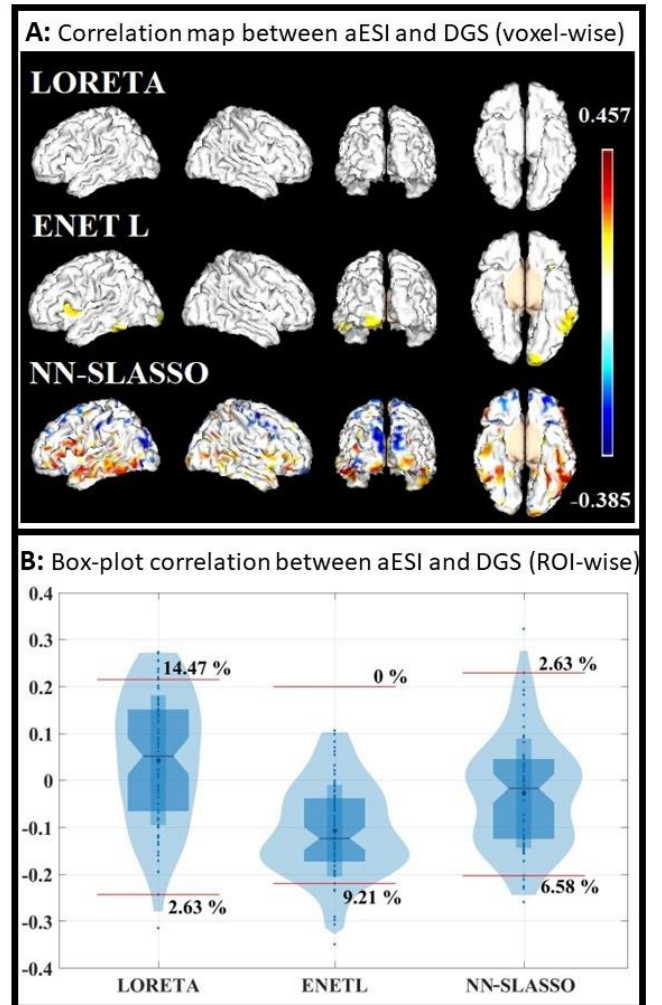 A: Correlation map between aESI and DGS (voxel-wise)
LORETA
0.457
ENET L
NN-SLASSO
-0.385
B: Box-plot correlation between aESI and DGS (ROI-wise)
0.4
0.3
0.2
0.1
0
-0.1
-0.2
-0.3
-0.4
14.47 %
2.63 %
0 %
9.21 %
2.63 %
6.58 %
LORETA
ENETL
NN-SLASSO